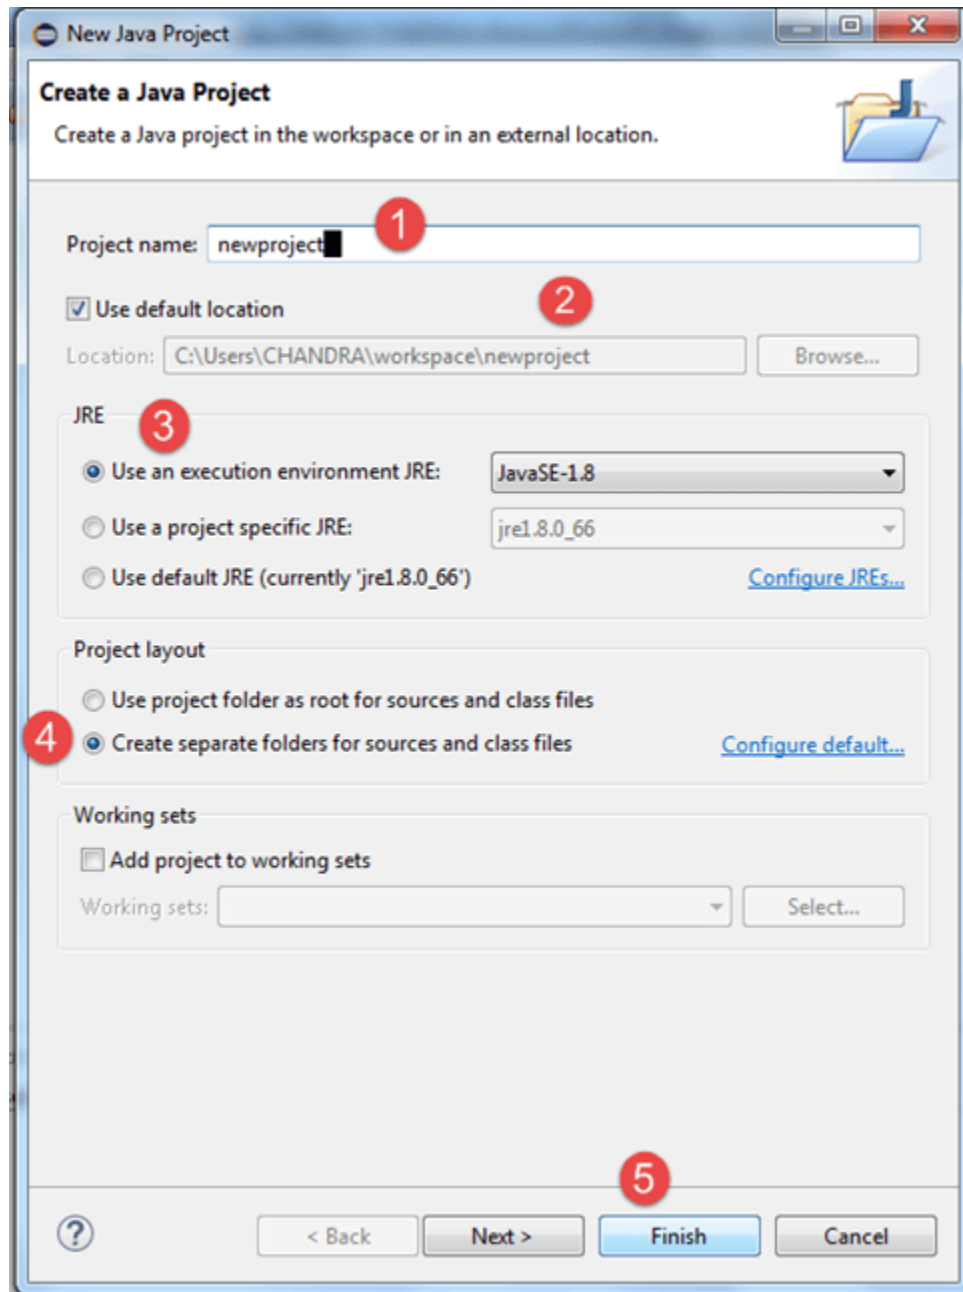 New Java Project
Create a Java Project
Create a Java project in the workspace or in an external location.
1
Project name: newproject
2
Use default location
Location: C:\Users\CHANDRA\workspace\newproject Browse...
JRE
3
Use an execution environment JRE: JavaSE-1.8
Use a project specific JRE: jre1.8.0_66
Use default JRE (currently 'jre1.8.0_66') Configure JREs...
Project layout
Use project folder as root for sources and class files
4
Create separate folders for sources and class files Configure default...
Working sets
Add project to working sets
Working sets: Select...
5
? < Back Next > Finish Cancel